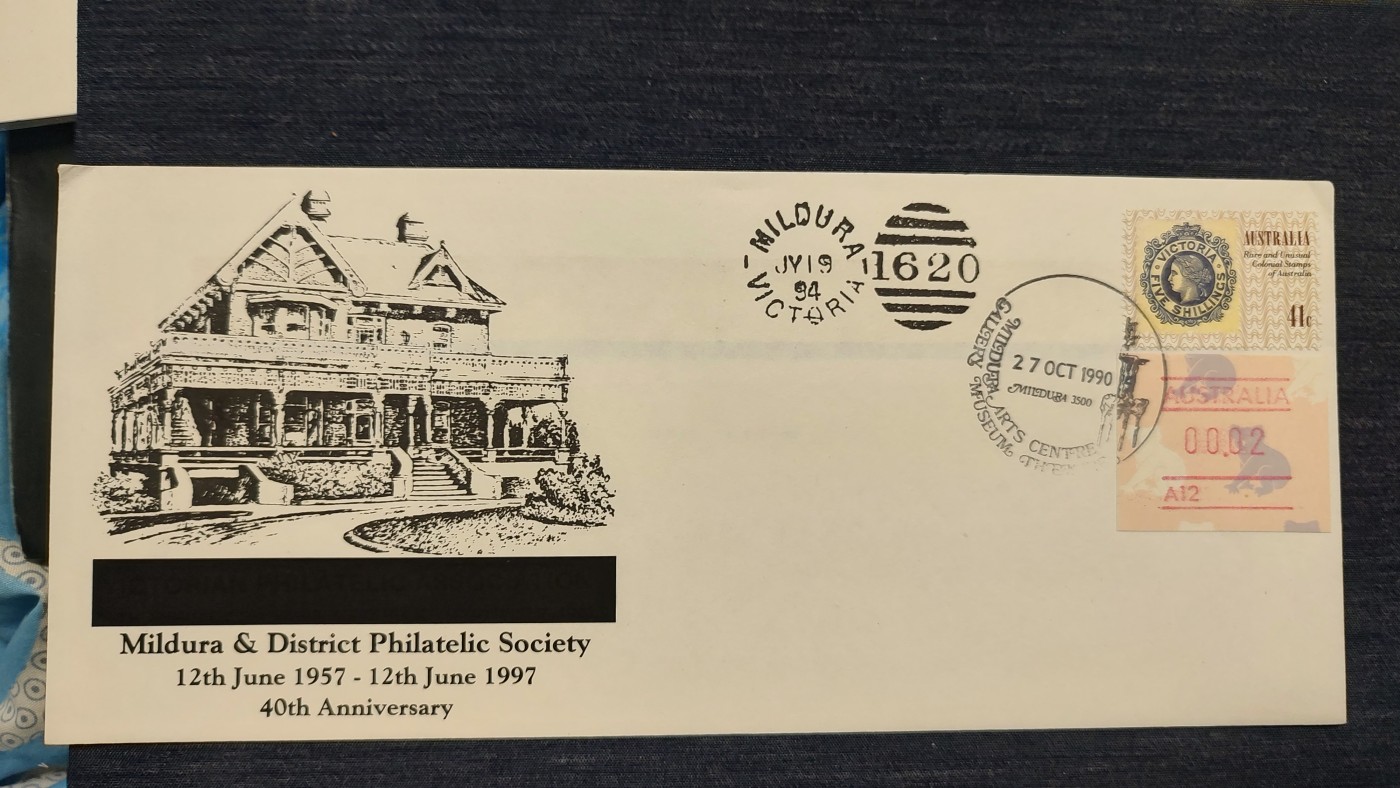 MILDURA
VICTORIA
JY 19
94
1620
VICTORIA
FIVE SHILLINGS
AUSTRALIA
Rare and Unusual
Colonial Stamps
of Australia
41c
27 OCT 1990
MILDURA 3500
MILDURA ARTS CENTRE
GALLERY MUSEUM
AUSTRALIA
00.02
A12
PHILATELIC
Mildura & District Philatelic Society
12th June 1957 - 12th June 1997
40th Anniversary